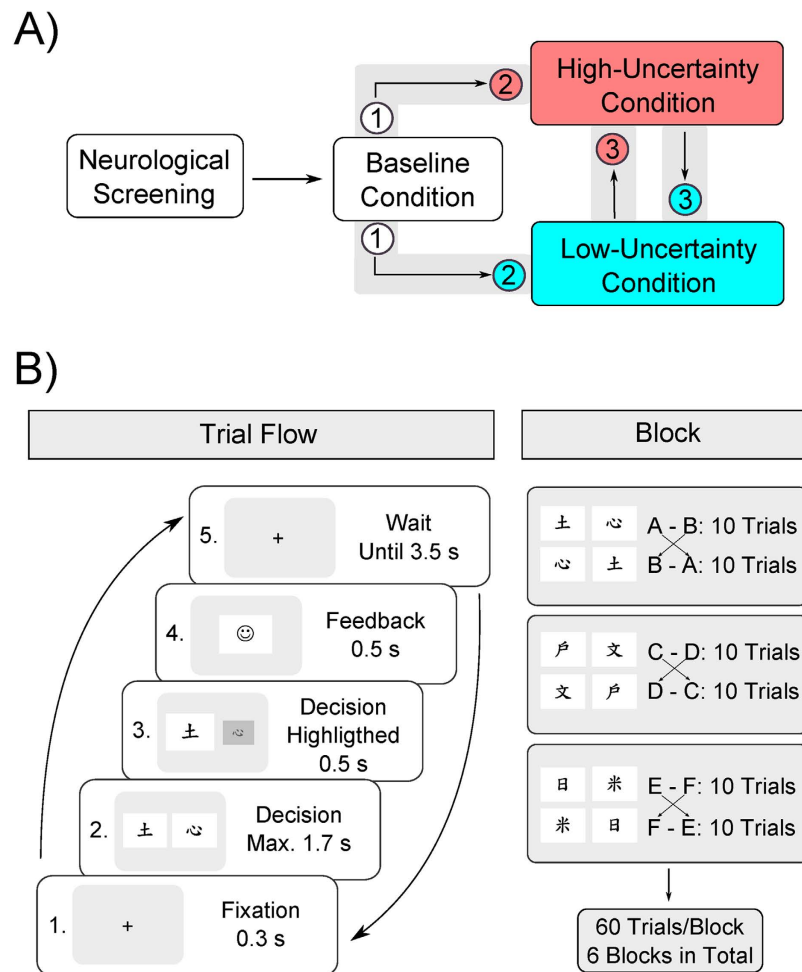 A)
High-Uncertainty
Condition
2
1
3
Neurological
Screening
Baseline
Condition
3
1
2
Low-Uncertainty
Condition
B)
Trial Flow
5.
+
Wait
Until 3.5 s
4.
☺
Feedback
0.5 s
3.
土 心
Decision
Highligthed
0.5 s
2.
土 心
Decision
Max. 1.7 s
1.
+
Fixation
0.3 s
Block
土 心 A - B: 10 Trials
心 土 B - A: 10 Trials
戶 文 C - D: 10 Trials
文 戶 D - C: 10 Trials
日 米 E - F: 10 Trials
米 日 F - E: 10 Trials
60 Trials/Block
6 Blocks in Total